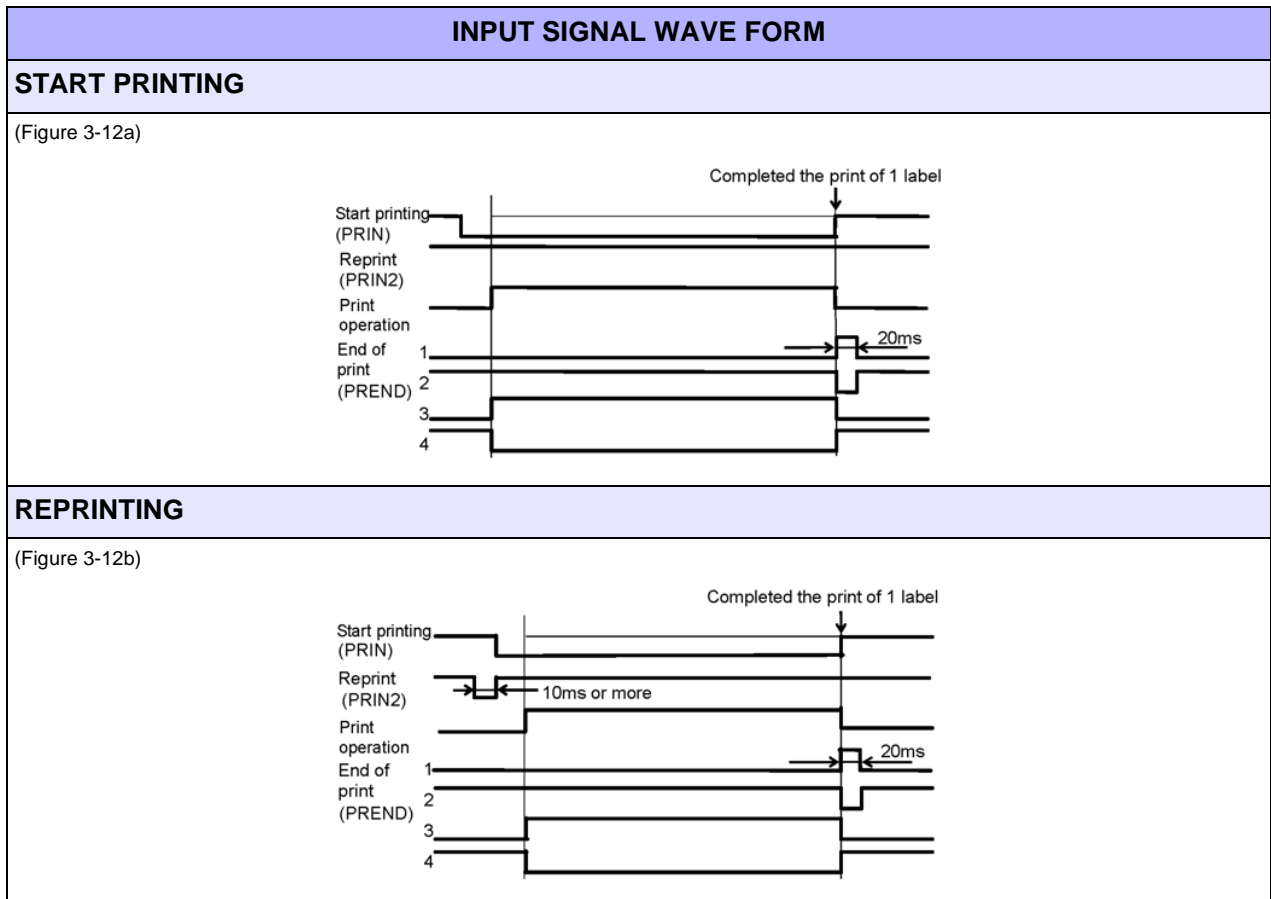 INPUT SIGNAL WAVE FORM
START PRINTING
(Figure 3-12a)
Completed the print of 1 label
Start printing
(PRIN)
Reprint
(PRIN2)
Print
operation
20ms
End of
print
(PREND)
1
2
3
4
REPRINTING
(Figure 3-12b)
Completed the print of 1 label
Start printing
(PRIN)
Reprint
(PRIN2)
10ms or more
Print
operation
20ms
End of
print
(PREND)
1
2
3
4